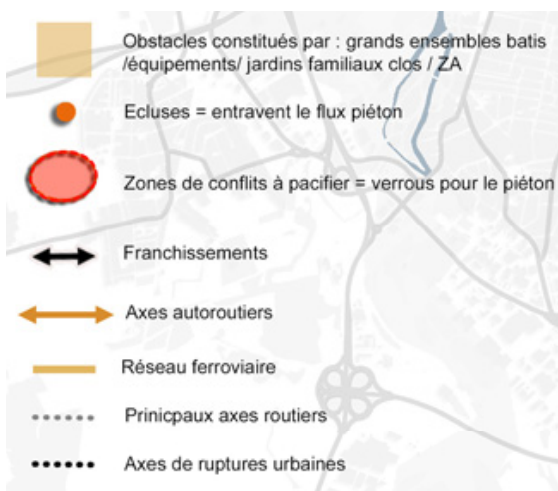 Obstacles constitués par : grands ensembles batis
/équipements/ jardins familiaux clos / ZA
Ecluses = entravent le flux piéton
Zones de conflits à pacifier = verrous pour le piéton
Franchissements
Axes autoroutiers
Réseau ferroviaire
Prinicpaux axes routiers
Axes de ruptures urbaines